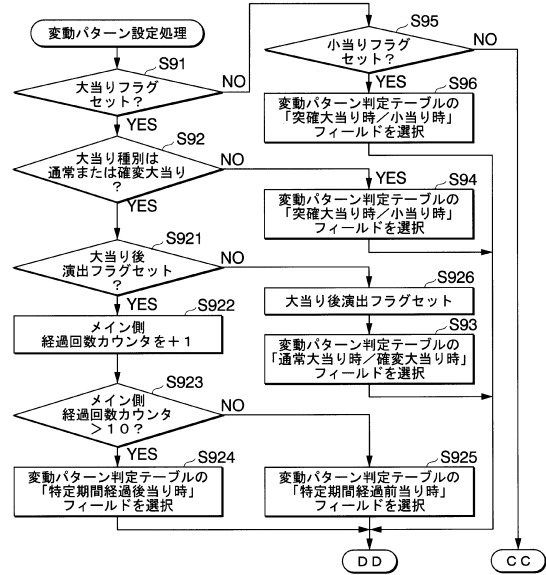 変動パターン設定処理
S91
大当りフラグ
セット?
NO
YES
S95
小当りフラグ
セット?
NO
YES
S96
変動パターン判定テーブルの
「突確大当り時/小当り時」
フィールドを選択
S92
大当り種別は
通常または確変大当り
?
NO
YES
YES
S94
変動パターン判定テーブルの
「突確大当り時/小当り時」
フィールドを選択
S921
大当り後
演出フラグセット
?
NO
YES
S926
大当り後演出フラグセット
S922
メイン側
経過回数カウンタを+1
S93
変動パターン判定テーブルの
「通常大当り時/確変大当り時」
フィールドを選択
S923
メイン側
経過回数カウンタ
>10?
NO
YES
S924
変動パターン判定テーブルの
「特定期間経過後当り時」
フィールドを選択
S925
変動パターン判定テーブルの
「特定期間経過前当り時」
フィールドを選択
DD
CC